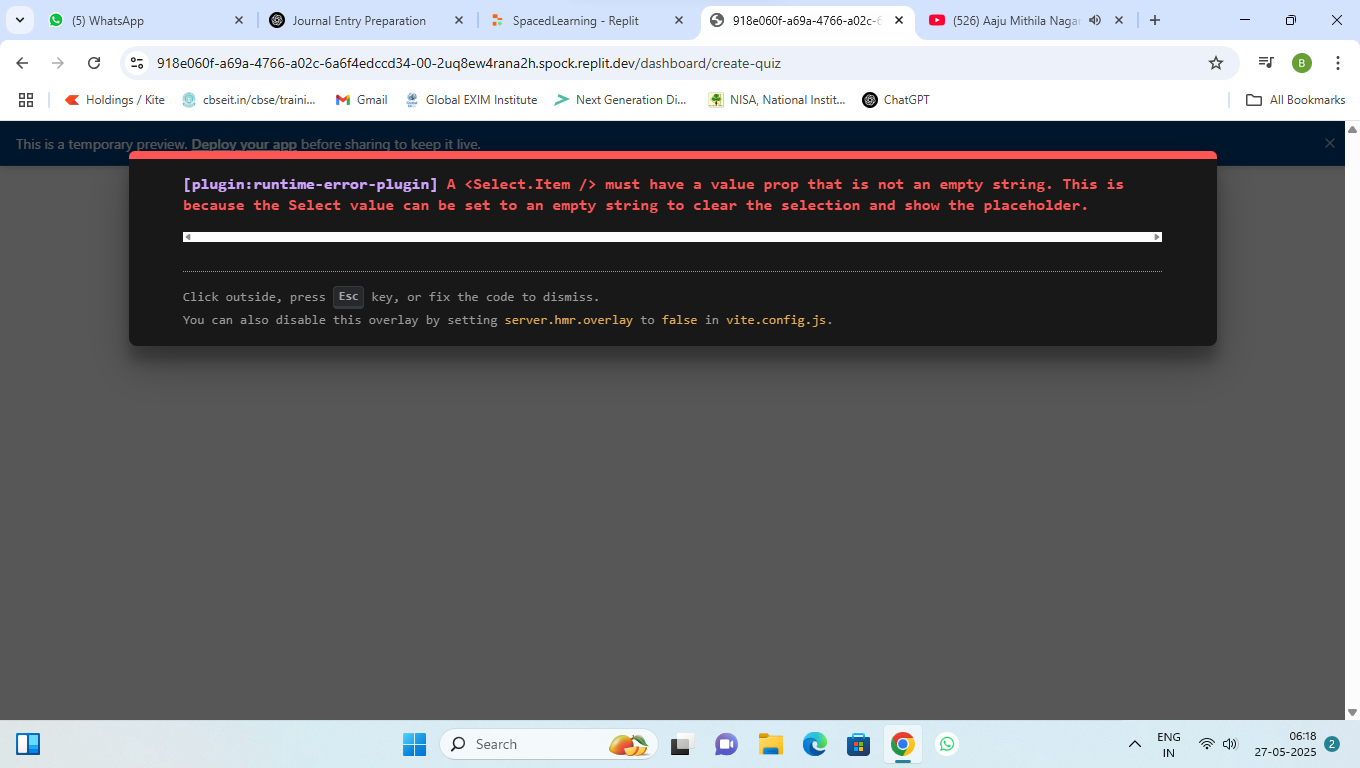 (5) WhatsApp
Journal Entry Preparation
SpacedLearning - Replit
918e060f-a69a-4766-a02c-6
(526) Aaju Mithila Nagar
918e060f-a69a-4766-a02c-6a6f4edccd34-00-2uq8ew4rana2h.spock.replit.dev/dashboard/create-quiz
B
Holdings / Kite
cbseit.in/cbse/traini...
Gmail
Global EXIM Institute
Next Generation Di...
NISA, National Instit...
ChatGPT
All Bookmarks
This is a temporary preview. Deploy your app before sharing to keep it live.
[plugin:runtime-error-plugin] A <Select.Item /> must have a value prop that is not an empty string. This is
because the Select value can be set to an empty string to clear the selection and show the placeholder.
Click outside, press Esc key, or fix the code to dismiss.
You can also disable this overlay by setting server.hmr.overlay to false in vite.config.js.
Search
ENG
IN
06:18
27-05-2025
2